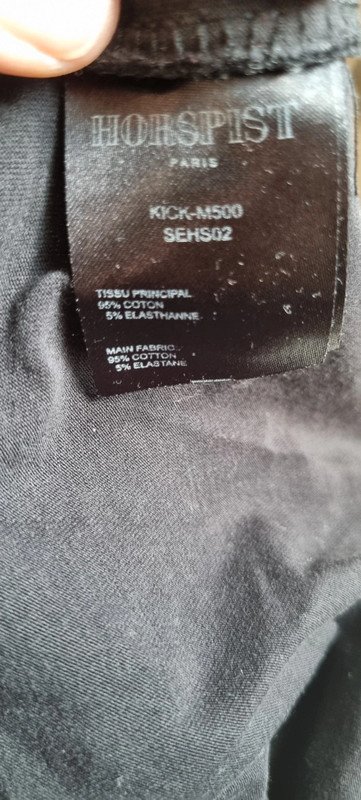 HORSPIST
PARIS
KICK-M500
SEHS02
TISSU PRINCIPAL
95% COTON
5% ELASTHANNE
MAIN FABRIC
95% COTTON
5% ELASTANE